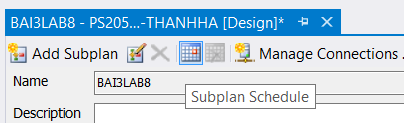 BAI3LAB8 - PS205...-THANHHA [Design]*
Add Subplan Manage Connections .
Name BAI3LAB8
Subplan Schedule
Description